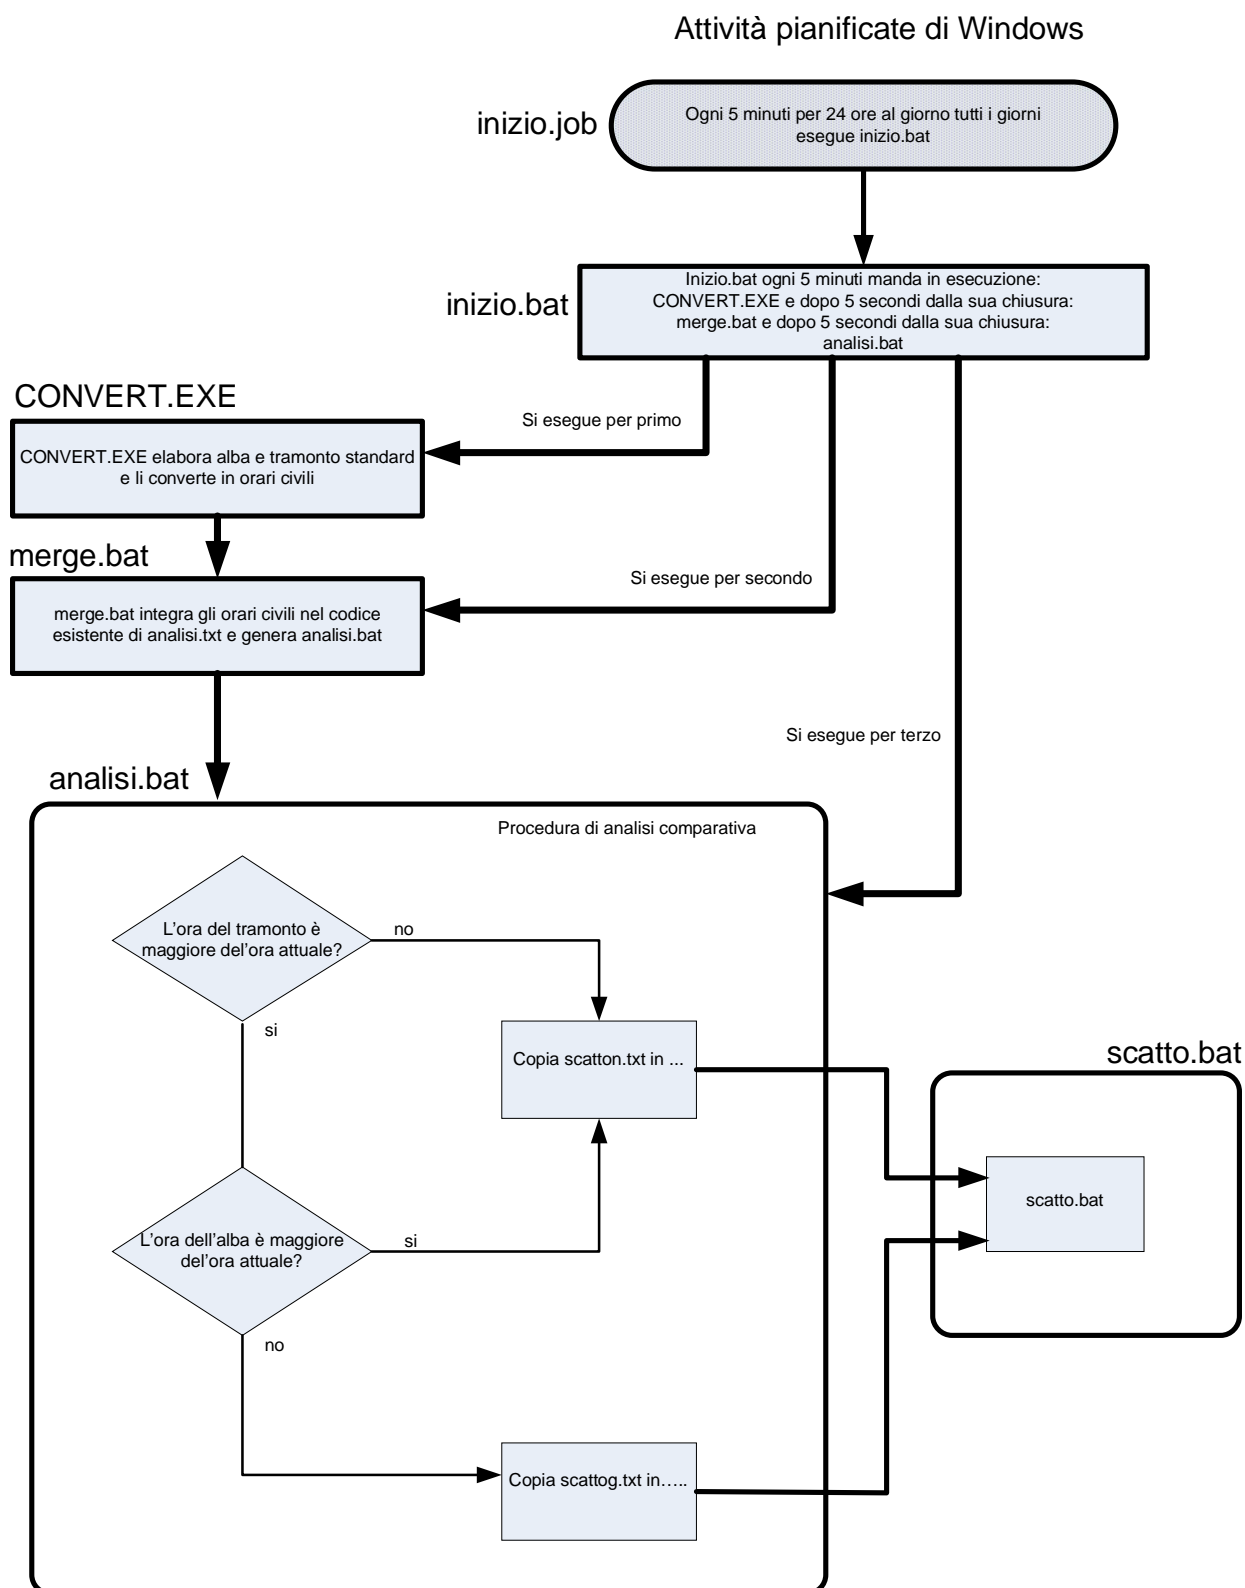 Attività pianificate di Windows
inizio.job
Ogni 5 minuti per 24 ore al giorno tutti i giorni
esegue inizio.bat
inizio.bat
Inizio.bat ogni 5 minuti manda in esecuzione:
CONVERT.EXE e dopo 5 secondi dalla sua chiusura:
merge.bat e dopo 5 secondi dalla sua chiusura:
analisi.bat
CONVERT.EXE
Si esegue per primo
CONVERT.EXE elabora alba e tramonto standard
e li converte in orari civili
merge.bat
Si esegue per secondo
merge.bat integra gli orari civili nel codice
esistente di analisi.txt e genera analisi.bat
Si esegue per terzo
analisi.bat
Procedura di analisi comparativa
L'ora del tramonto è
maggiore del'ora attuale?
no
si
Copia scatton.txt in ...
scatto.bat
scatto.bat
L'ora dell'alba è maggiore
del'ora attuale?
si
no
Copia scattog.txt in.....